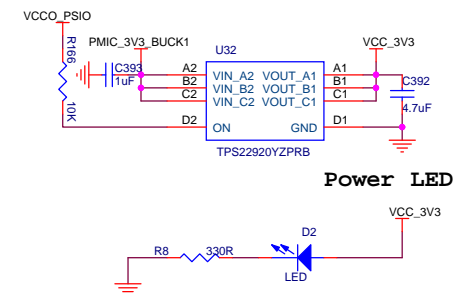 VCCO_PSIO
R166
10K
PMIC_3V3_BUCK1
C393
1uF
U32
VCC_3V3
A2 VIN_A2 VOUT_A1 A1
B2 VIN_B2 VOUT_B1 B1
C2 VIN_C2 VOUT_C1 C1
D2 ON GND D1
TPS22920YZPRB
C392
4.7uF
Power LED
VCC_3V3
D2
R8 330R
LED